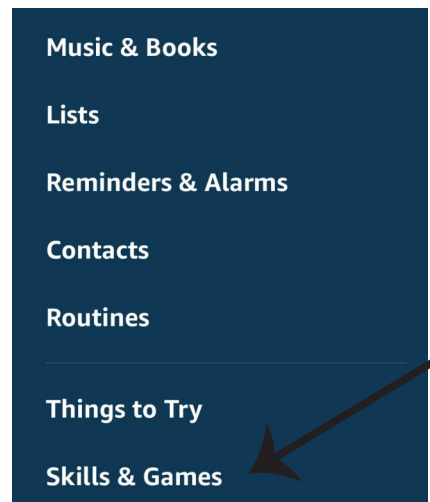 Music & Books
Lists
Reminders & Alarms
Contacts
Routines
Things to Try
Skills & Games